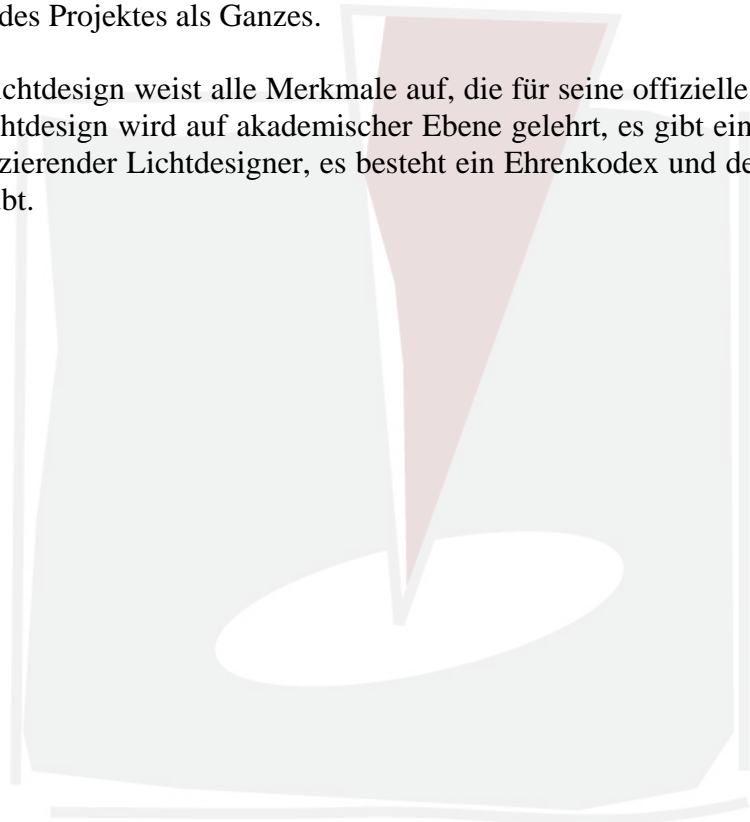 des Projektes als Ganzes.
chtdesign weist alle Merkmale auf, die für seine offizielle
htdesign wird auf akademischer Ebene gelehrt, es gibt ein
zierender Lichtdesigner, es besteht ein Ehrenkodex und de
bt.